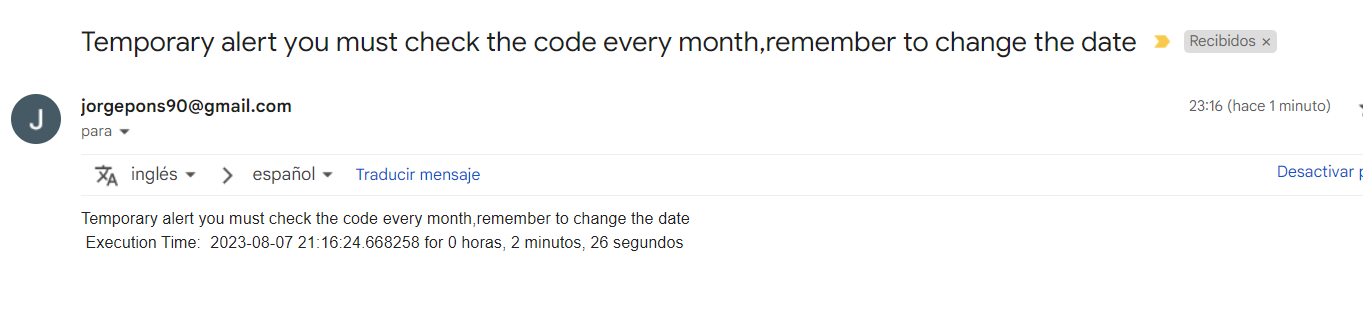 Temporary alert you must check the code every month,remember to change the date
Recibidos ×
J
jorgepons90@gmail.com
23:16 (hace 1 minuto)
para
inglés
español
Traducir mensaje
Desactivar
Temporary alert you must check the code every month,remember to change the date
Execution Time:  2023-08-07 21:16:24.668258 for 0 horas, 2 minutos, 26 segundos